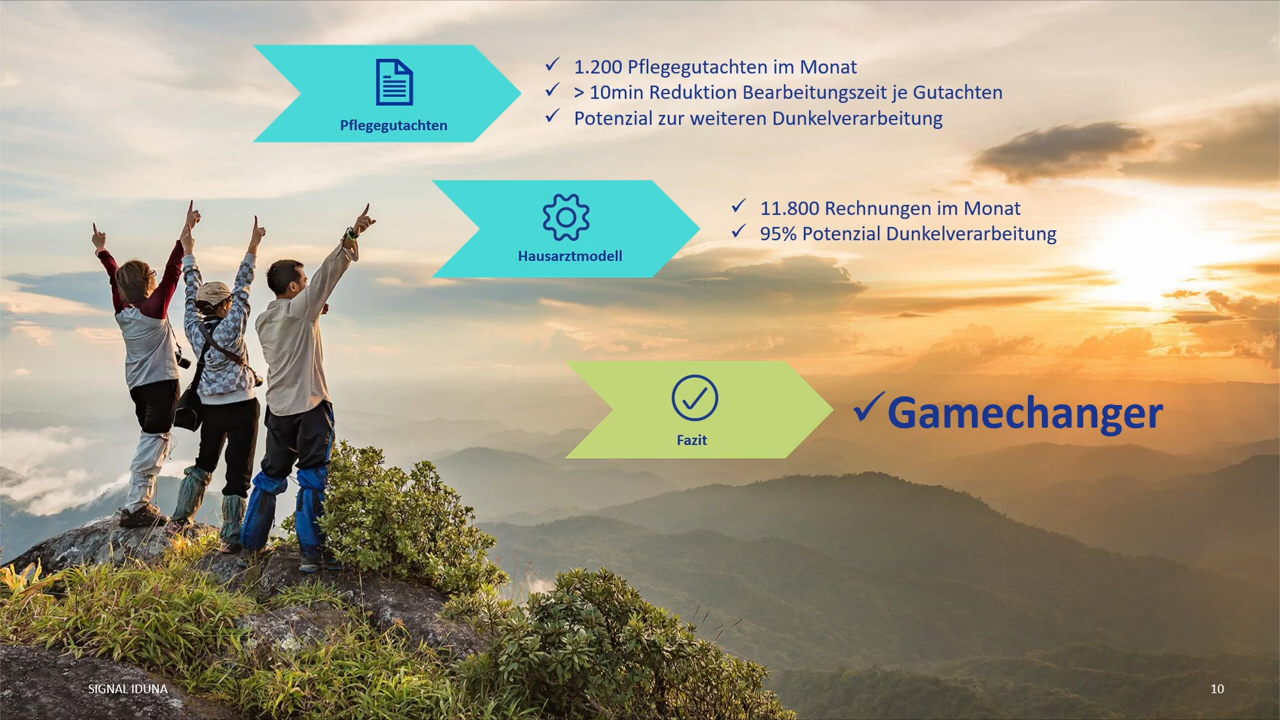 Pflegegutachten
✓ 1.200 Pflegegutachten im Monat
✓ > 10min Reduktion Bearbeitungszeit je Gutachten
✓ Potenzial zur weiteren Dunkelverarbeitung
Hausarztmodell
✓ 11.800 Rechnungen im Monat
✓ 95% Potenzial Dunkelverarbeitung
Fazit
✓Gamechanger
SIGNAL IDUNA
10